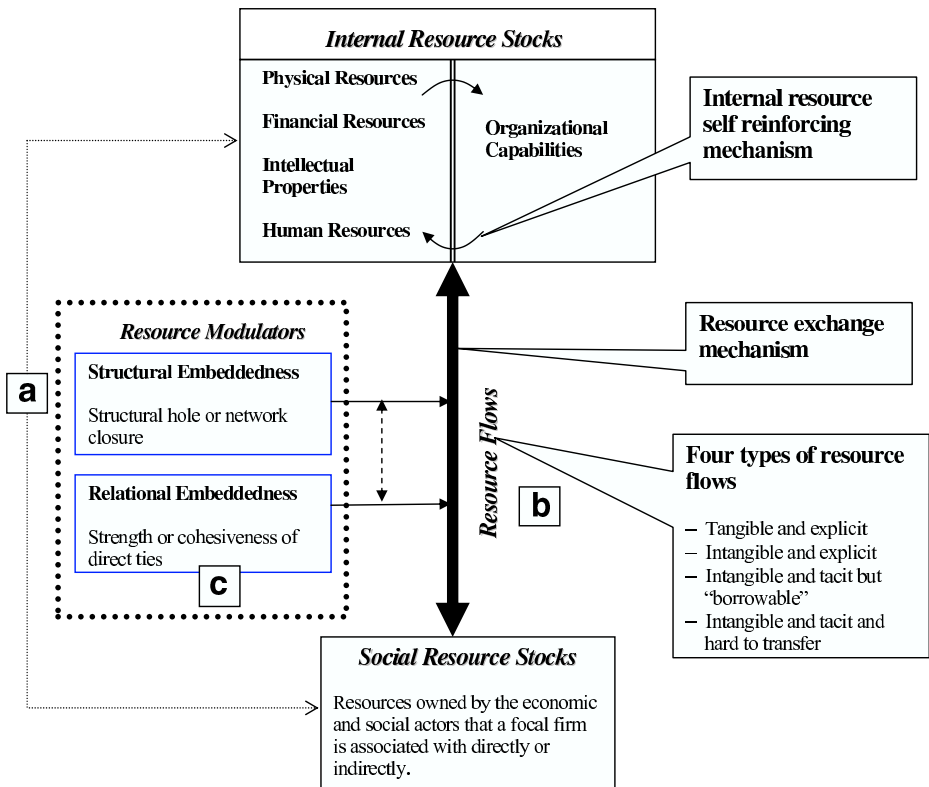 Internal Resource Stocks
Physical Resources
Financial Resources
Intellectual
Properties
Human Resources
Organizational
Capabilities
Internal resource
self reinforcing
mechanism
Resource Modulators
Structural Embeddedness
Structural hole or network
closure
Relational Embeddedness
Strength or cohesiveness of
direct ties
a
c
Resource Flows
b
Resource exchange
mechanism
Four types of resource
flows
– Tangible and explicit
– Intangible and explicit
– Intangible and tacit but
“borrowable”
– Intangible and tacit and
hard to transfer
Social Resource Stocks
Resources owned by the economic
and social actors that a focal firm
is associated with directly or
indirectly.